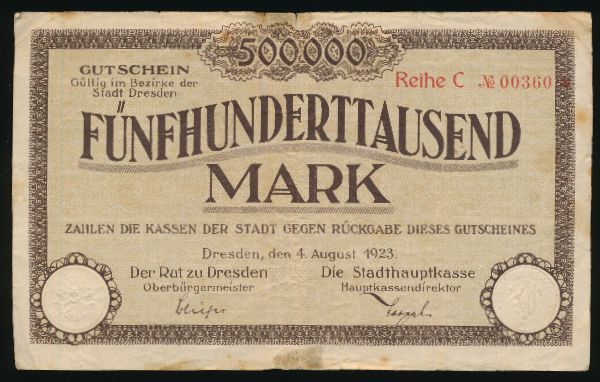 500000
GUTSCHEIN
Gültig im Bezirke der
Stadt Dresden
Reihe C № 00360
FÜNFHUNDERTTAUSEND
MARK
ZAHLEN DIE KASSEN DER STADT GEGEN RÜCKGABE DIESES GUTSCHEINES
Dresden, den 4. August 1923.
Der Rat zu Dresden
Oberbürgermeister
Die Stadthauptkasse
Hauptkassendirektor